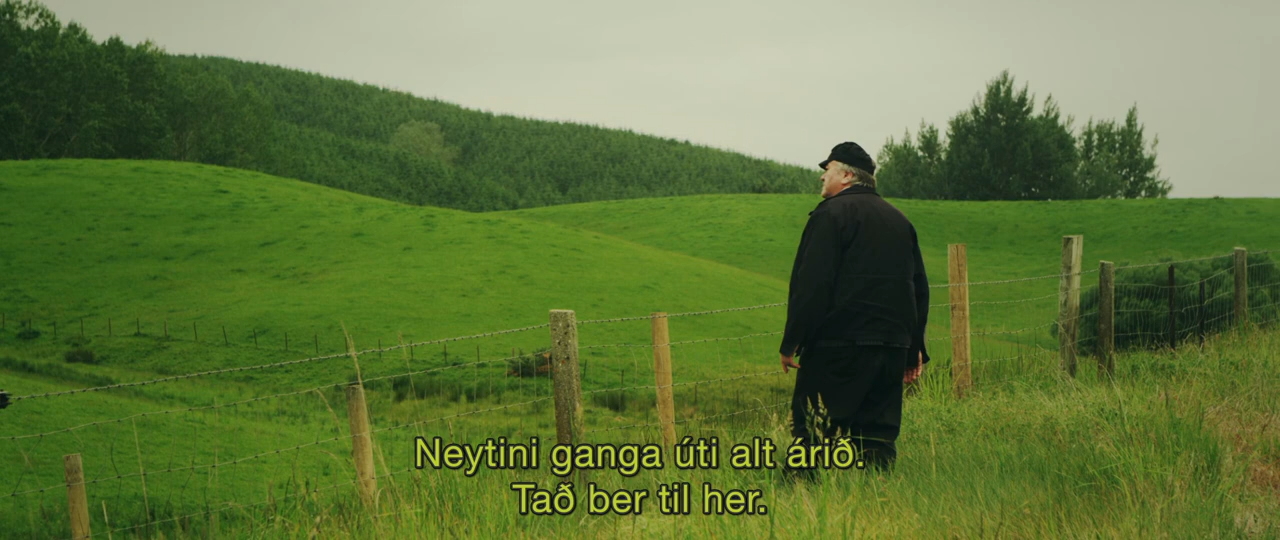 Neytini ganga úti alt árið.
Tað ber til her.